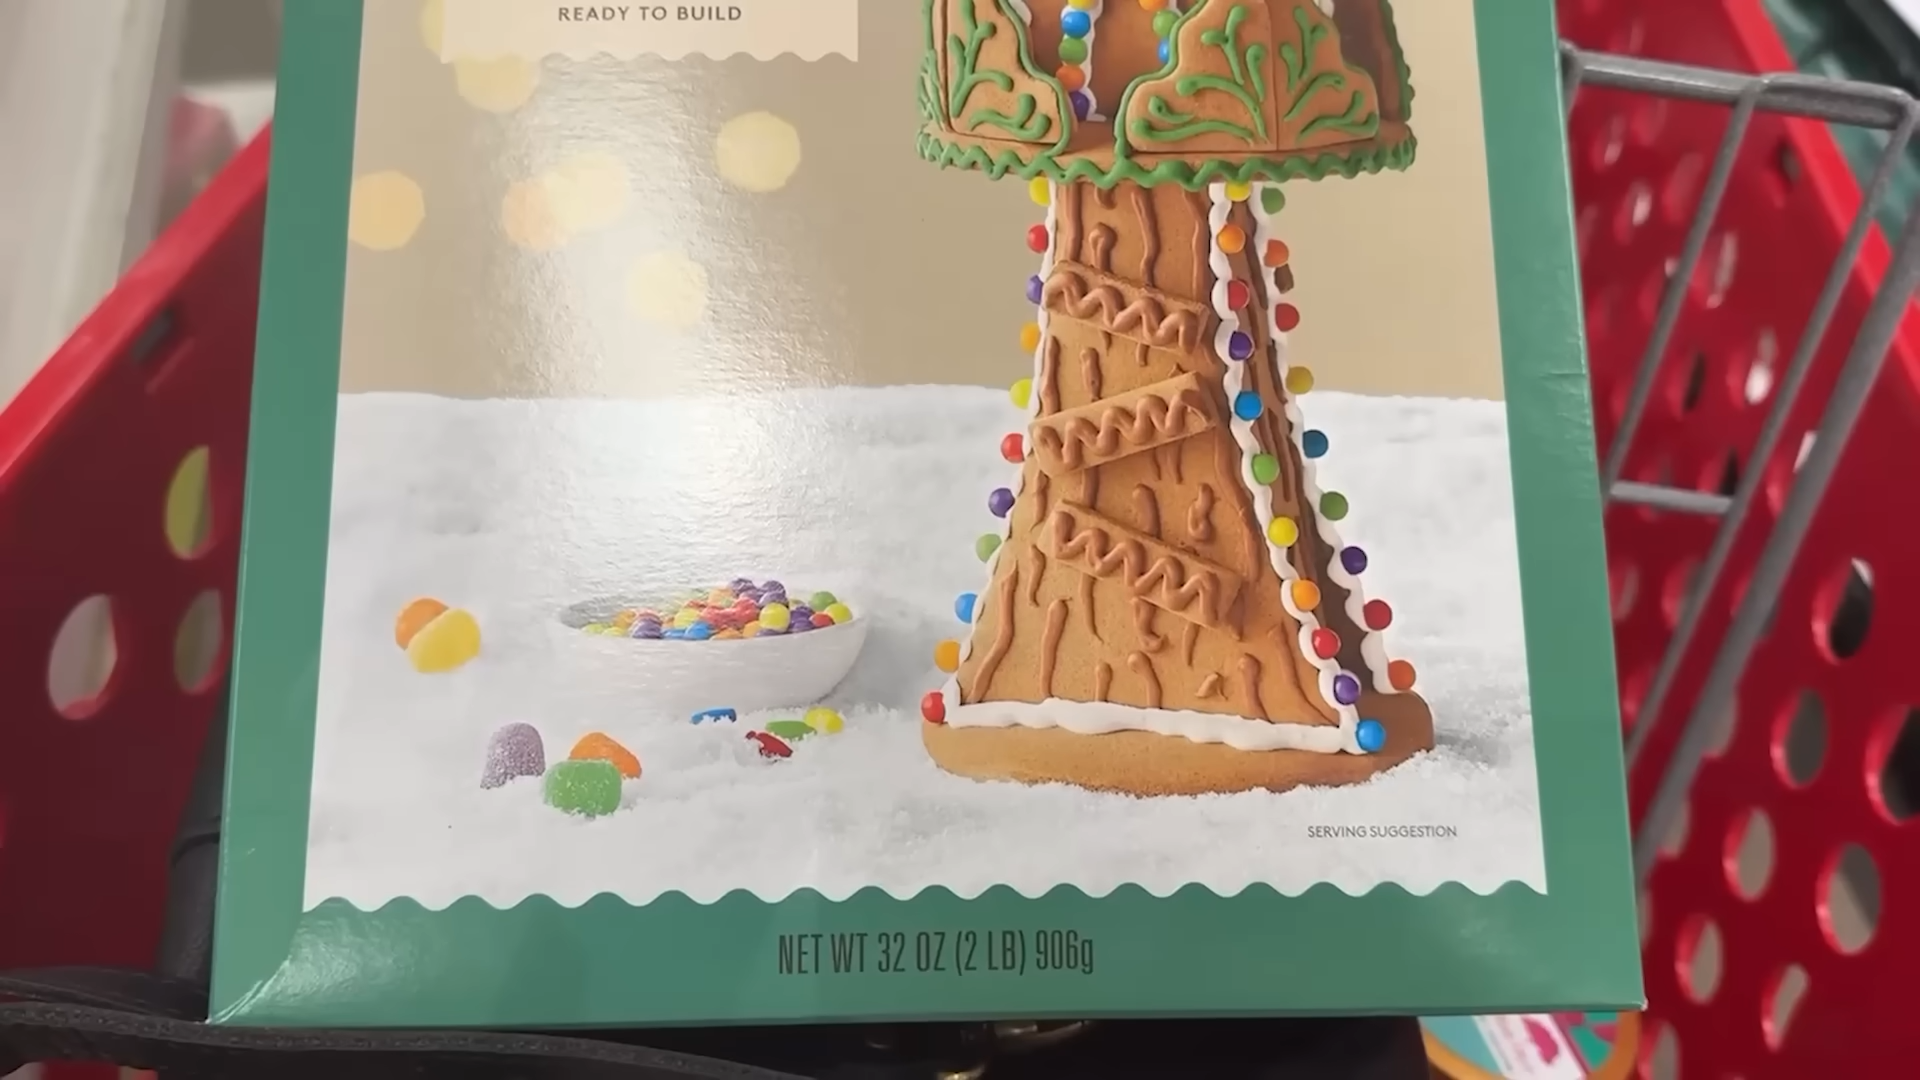 READY TO BUILD
SERVING SUGGESTION
NET WT 32 OZ (2 LB) 906g